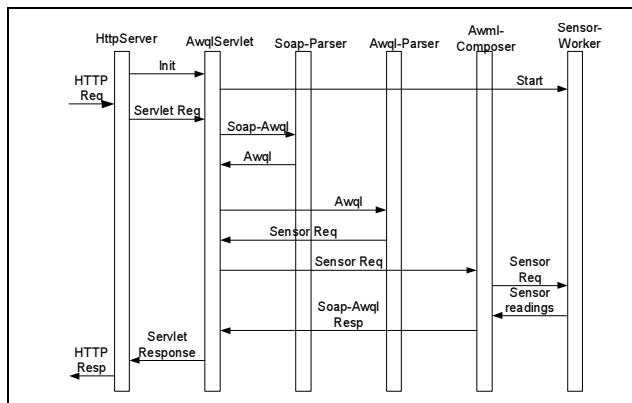 HttpServer
AwqlServlet
Soap-Parser
Awql-Parser
Awml-
Composer
Sensor-
Worker
Init
HTTP
Req
Start
Servlet Req
Soap-Awql
Awql
Awql
Sensor Req
Sensor Req
Sensor
Req
Sensor
readings
Soap-Awql
Resp
Servlet
Response
HTTP
Resp